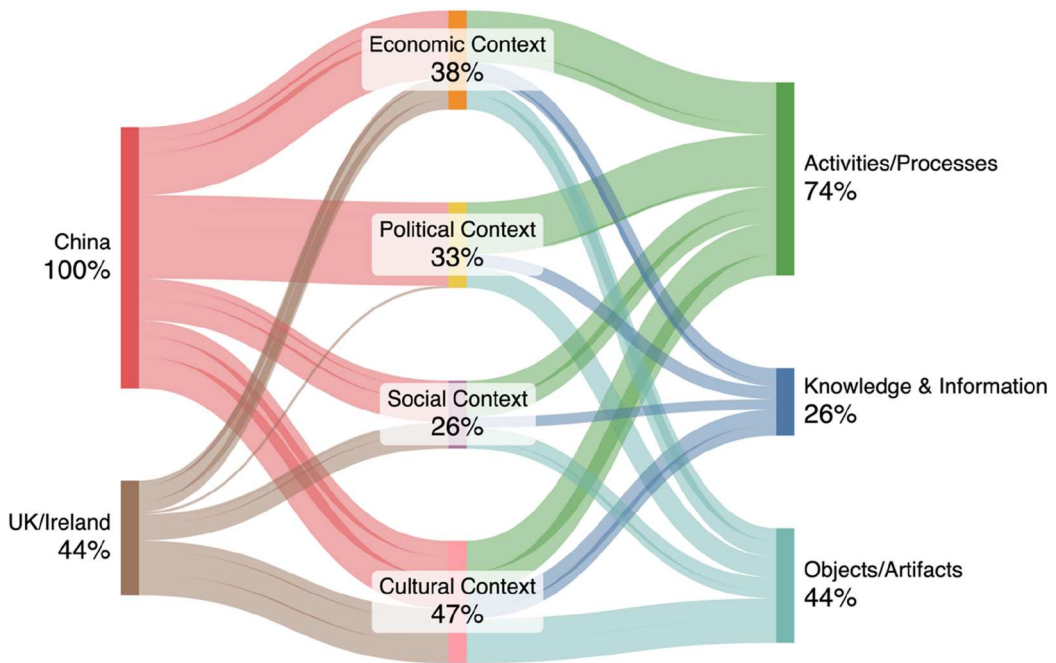 China
100%
UK/Ireland
44%
Economic Context
38%
Political Context
33%
Social Context
26%
Cultural Context
47%
Activities/Processes
74%
Knowledge & Information
26%
Objects/Artifacts
44%